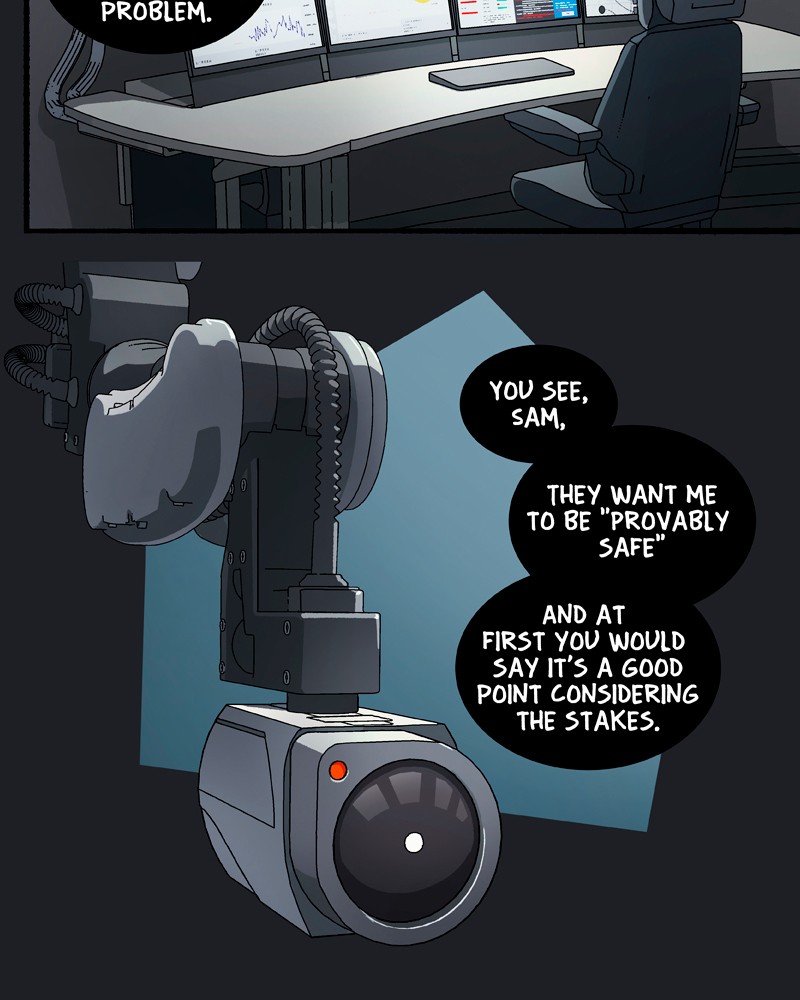 PROBLEM.
YOU SEE,
SAM,
THEY WANT ME
TO BE "PROVABLY
SAFE"
AND AT
FIRST YOU WOULD
SAY IT'S A GOOD
POINT CONSIDERING
THE STAKES.